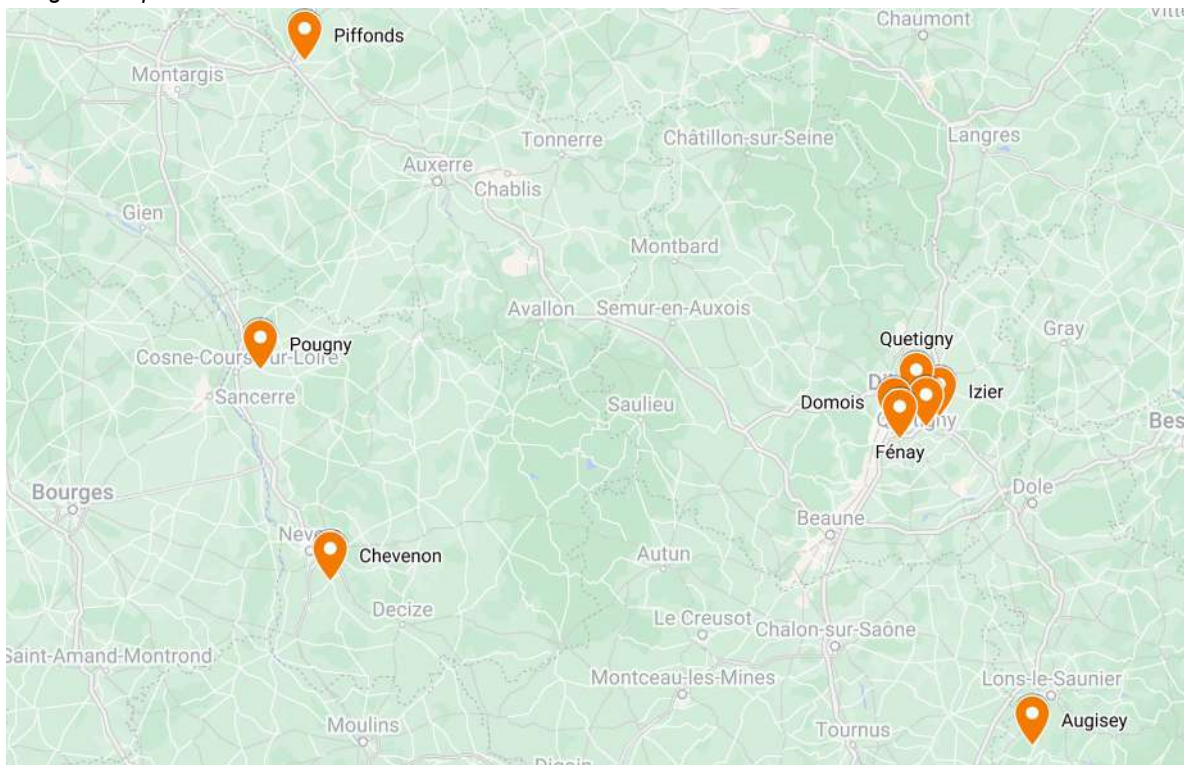 Chaumont
Piffonds
Montargis
Langres
Tonnerre
Châtillon-sur-Seine
Auxerre
Chablis
Gien
Montbard
Avallon
Semur-en-Auxois
Gray
Quetigny
Pougny
Cosne-Cours-sur-Loire
Sancerre
Izier
Domois
Saulieu
Fénay
Bourges
Dole
Beaune
Chevenon
Autun
Decize
Le Creusot
Chalon-sur-Saône
Saint-Amand-Montrond
Montceau-les-Mines
Lons-le-Saunier
Augisey
Moulins
Tournus